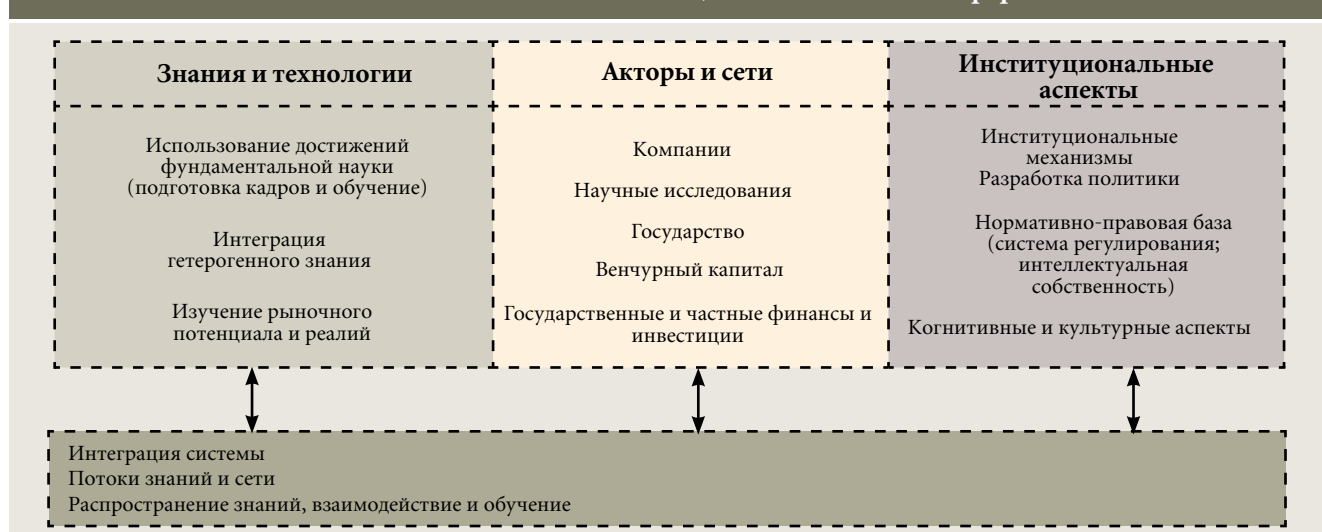 Знания и технологии
Использование достижений
фундаментальной науки
(подготовка кадров и обучение)
Интеграция
гетерогенного знания
Изучение рыночного
потенциала и реалий
Акторы и сети
Компании
Научные исследования
Государство
Венчурный капитал
Государственные и частные финансы и
инвестиции
Институциональные
аспекты
Институциональные
механизмы
Разработка политики
Нормативно-правовая база
(система регулирования;
интеллектуальная
собственность)
Когнитивные и культурные аспекты
Интеграция системы
Потоки знаний и сети
Распространение знаний, взаимодействие и обучение